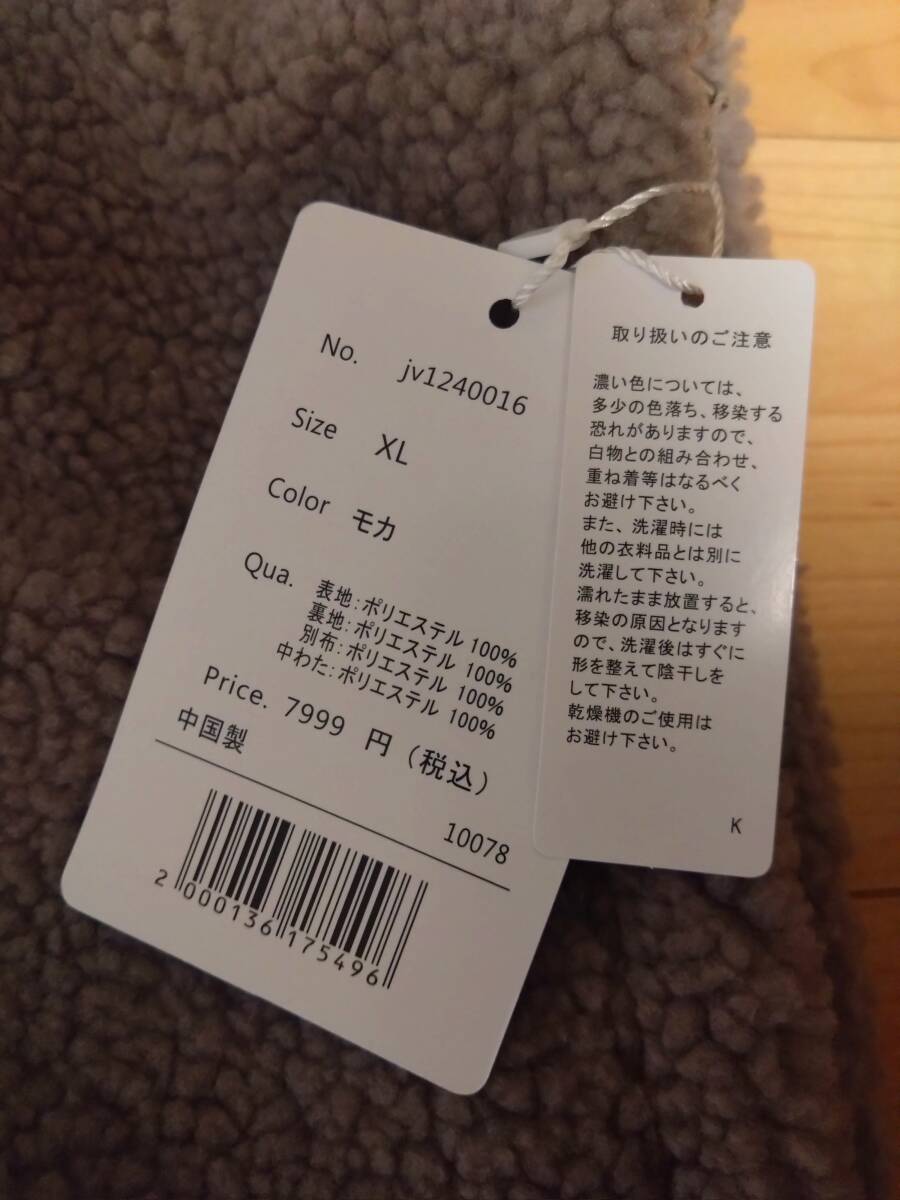 No. jv1240016
Size XL
Color モカ
Qua. 表地:ポリエステル 100%
裏地:ポリエステル 100%
別布:ポリエステル 100%
中わた:ポリエステル 100%
Price. 7999 円 (税込)
中国製
10078
2 000136 175496
取り扱いのご注意
濃い色については、
多少の色落ち、移染する
恐れがありますので、
白物との組み合わせ、
重ね着等はなるべく
お避け下さい。
また、洗濯時には
他の衣料品とは別に
洗濯して下さい。
濡れたまま放置すると、
移染の原因となります
ので、洗濯後はすぐに
形を整えて陰干しを
して下さい。
乾燥機のご使用は
お避け下さい。
K